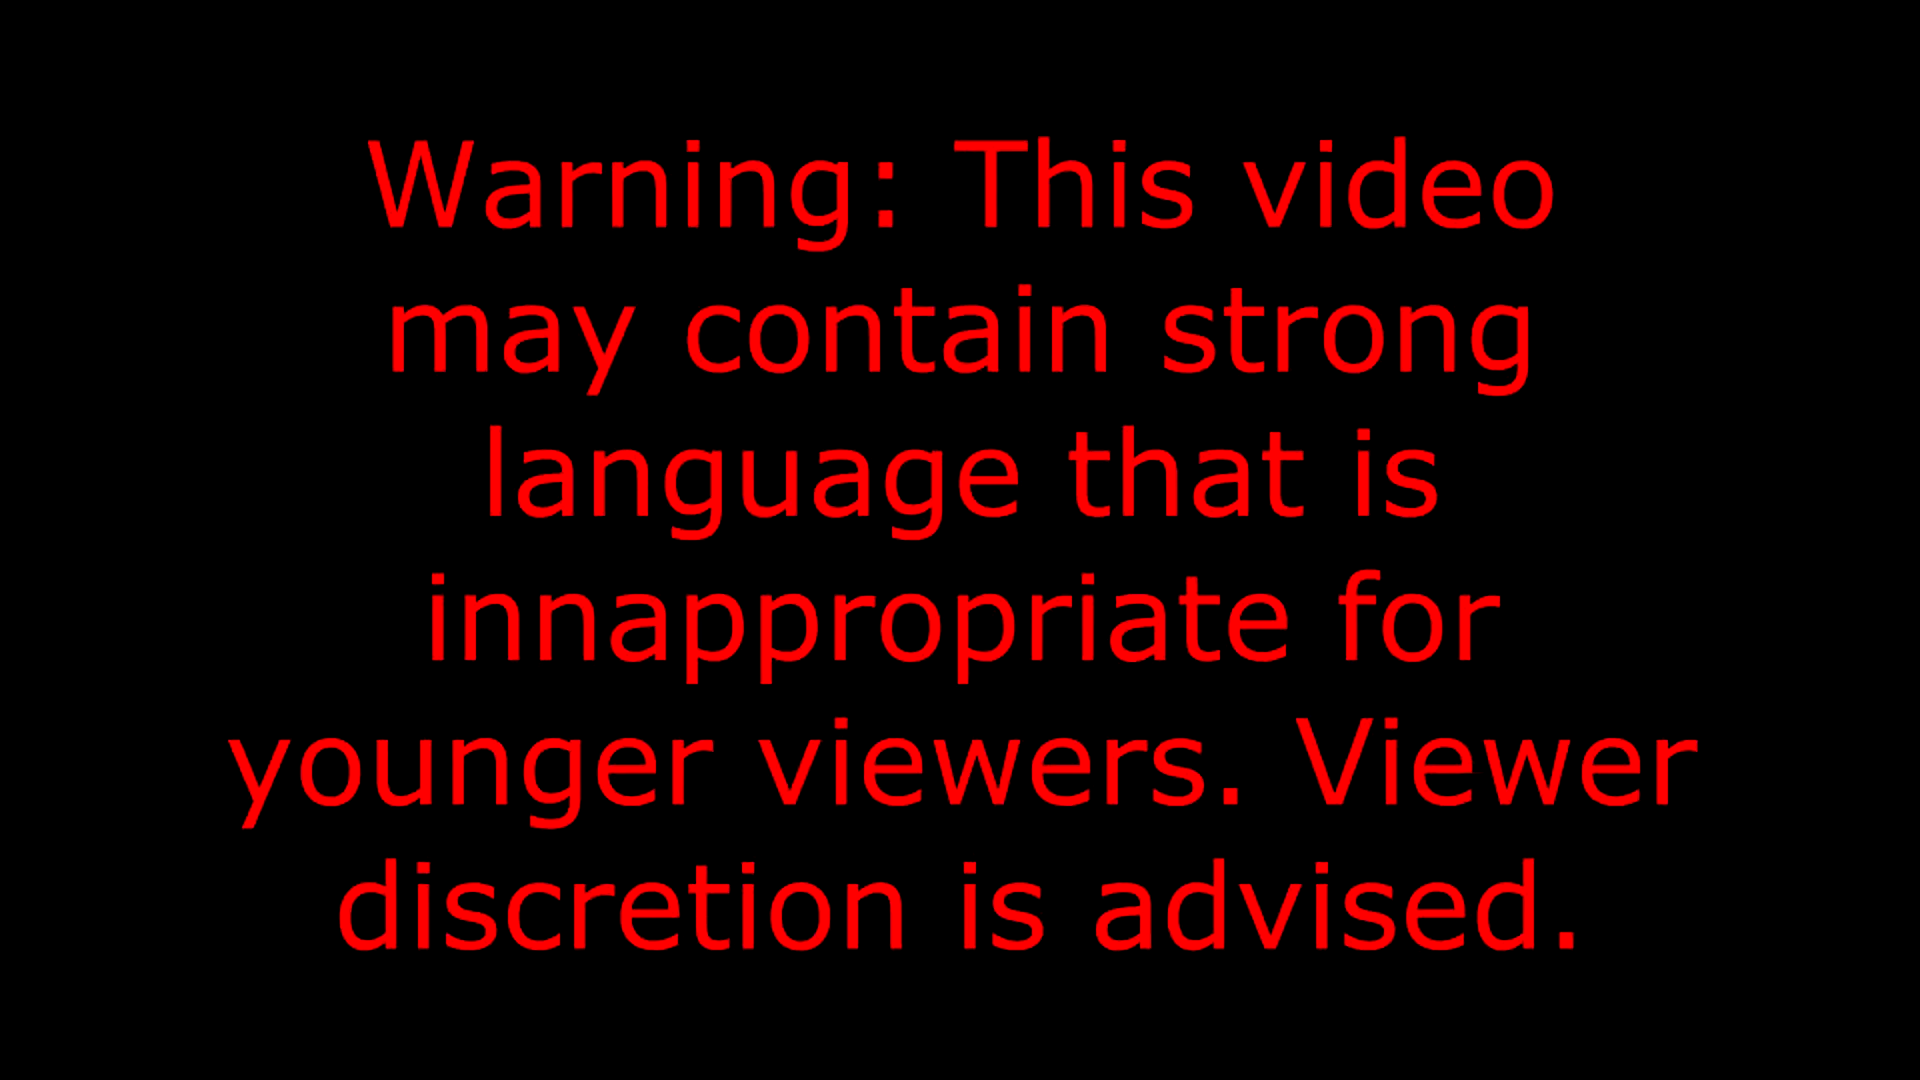 Warning: This video
may contain strong
language that is
innappropriate for
younger viewers. Viewer
discretion is advised.